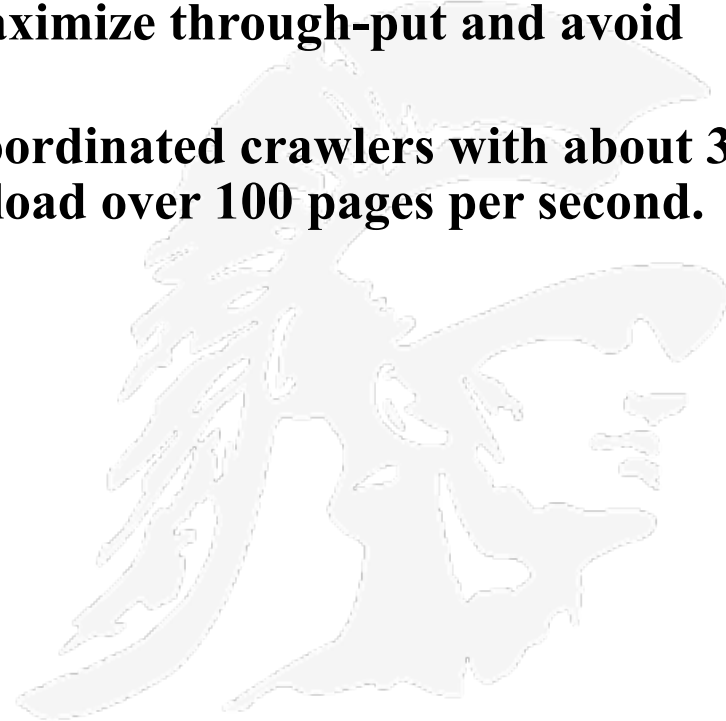 aximize through-put and avoid
oordinated crawlers with about 3
load over 100 pages per second.